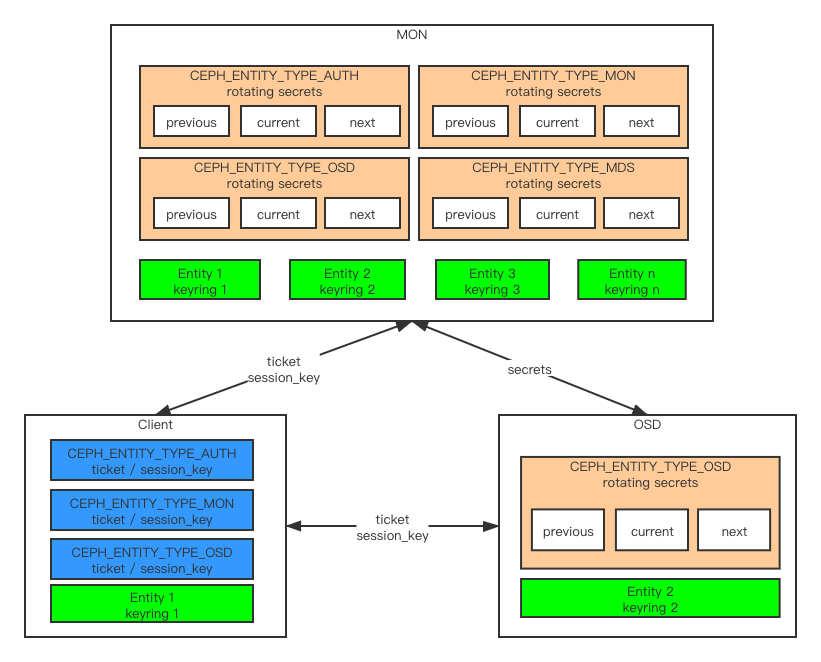 MON
CEPH_ENTITY_TYPE_AUTH
rotating secrets
previous
current
next
CEPH_ENTITY_TYPE_MON
rotating secrets
previous
current
next
CEPH_ENTITY_TYPE_OSD
rotating secrets
previous
current
next
CEPH_ENTITY_TYPE_MDS
rotating secrets
previous
current
next
Entity 1
keyring 1
Entity 2
keyring 2
Entity 3
keyring 3
Entity n
keyring n
ticket
session_key
secrets
Client
CEPH_ENTITY_TYPE_AUTH
ticket / session_key
CEPH_ENTITY_TYPE_MON
ticket / session_key
CEPH_ENTITY_TYPE_OSD
ticket / session_key
Entity 1
keyring 1
ticket
session_key
OSD
CEPH_ENTITY_TYPE_OSD
rotating secrets
previous
current
next
Entity 2
keyring 2